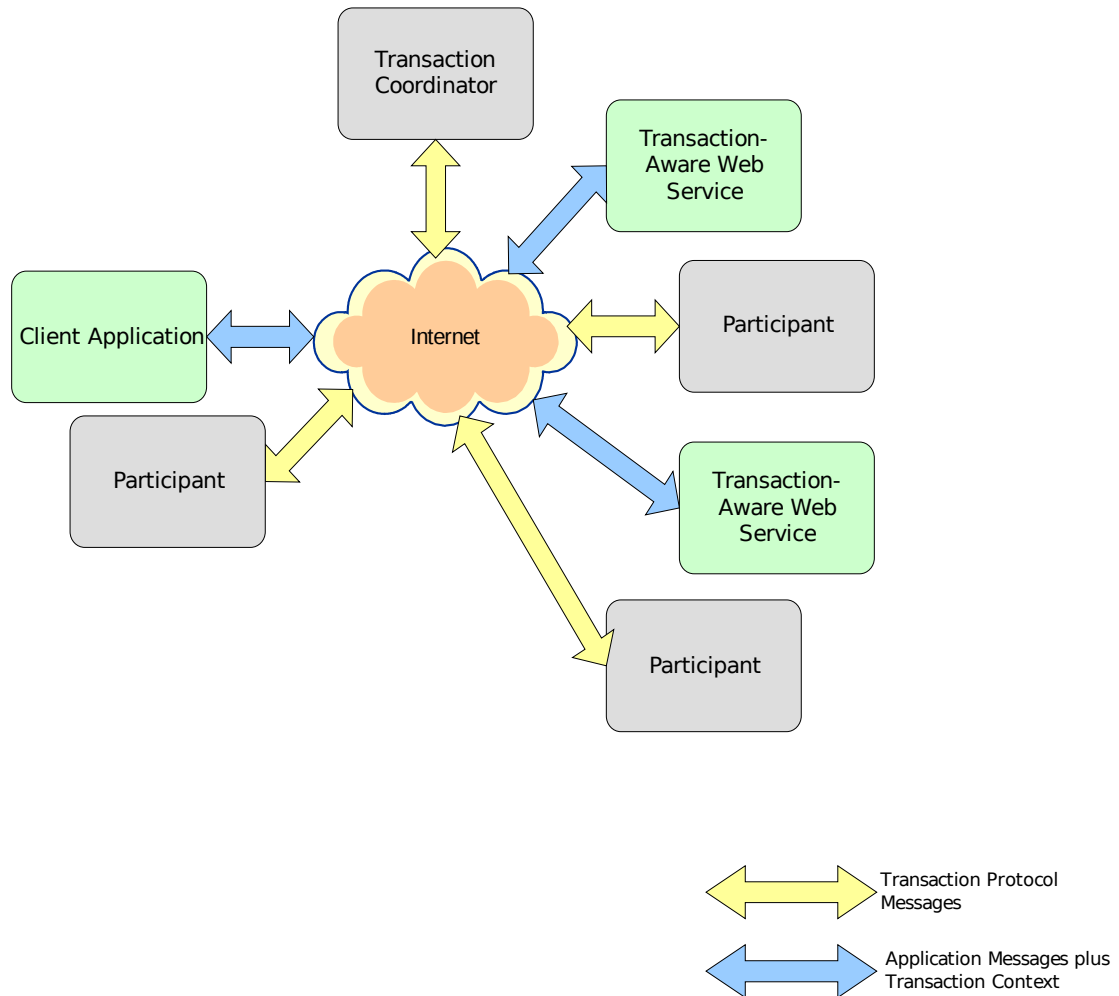 Transaction
Coordinator
Transaction-
Aware Web
Service
Client Application
Internet
Participant
Participant
Transaction-
Aware Web
Service
Participant
Transaction Protocol
Messages
Application Messages plus
Transaction Context